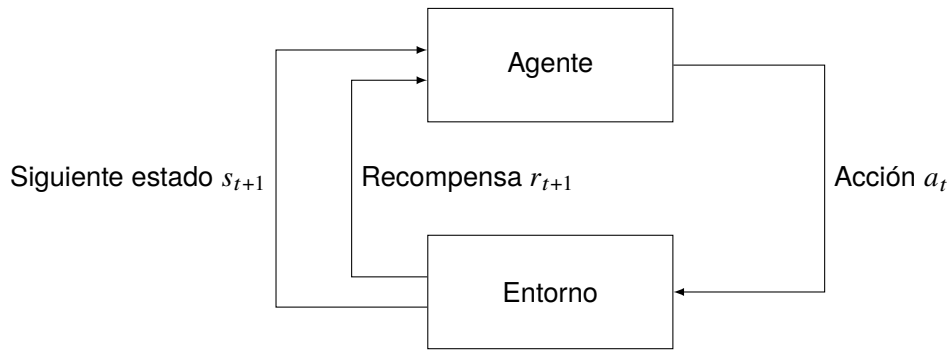 Agente
Siguiente estado s_{t+1}
Recompensa r_{t+1}
Acción a_t
Entorno